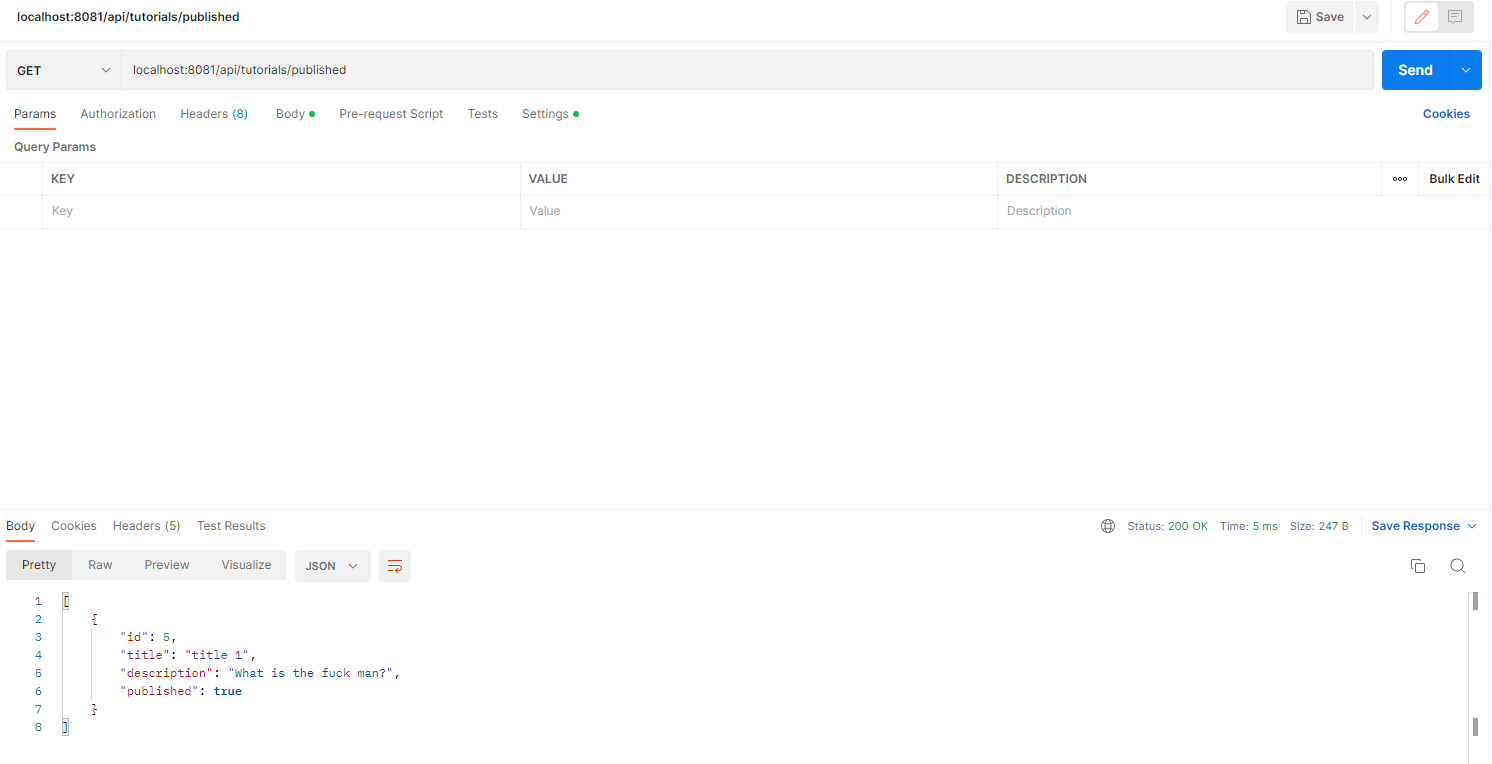 localhost:8081/api/tutorials/published
Save
GET localhost:8081/api/tutorials/published Send
Params Authorization Headers (8) Body Pre-request Script Tests Settings Cookies
Query Params
KEY VALUE DESCRIPTION Bulk Edit
Key Value Description
Body Cookies Headers (5) Test Results Status: 200 OK Time: 5 ms Size: 247 B Save Response
Pretty Raw Preview Visualize JSON
1 [
2 {
3 "id": 5,
4 "title": "title 1",
5 "description": "What is the fuck man?",
6 "published": true
7 }
8 ]